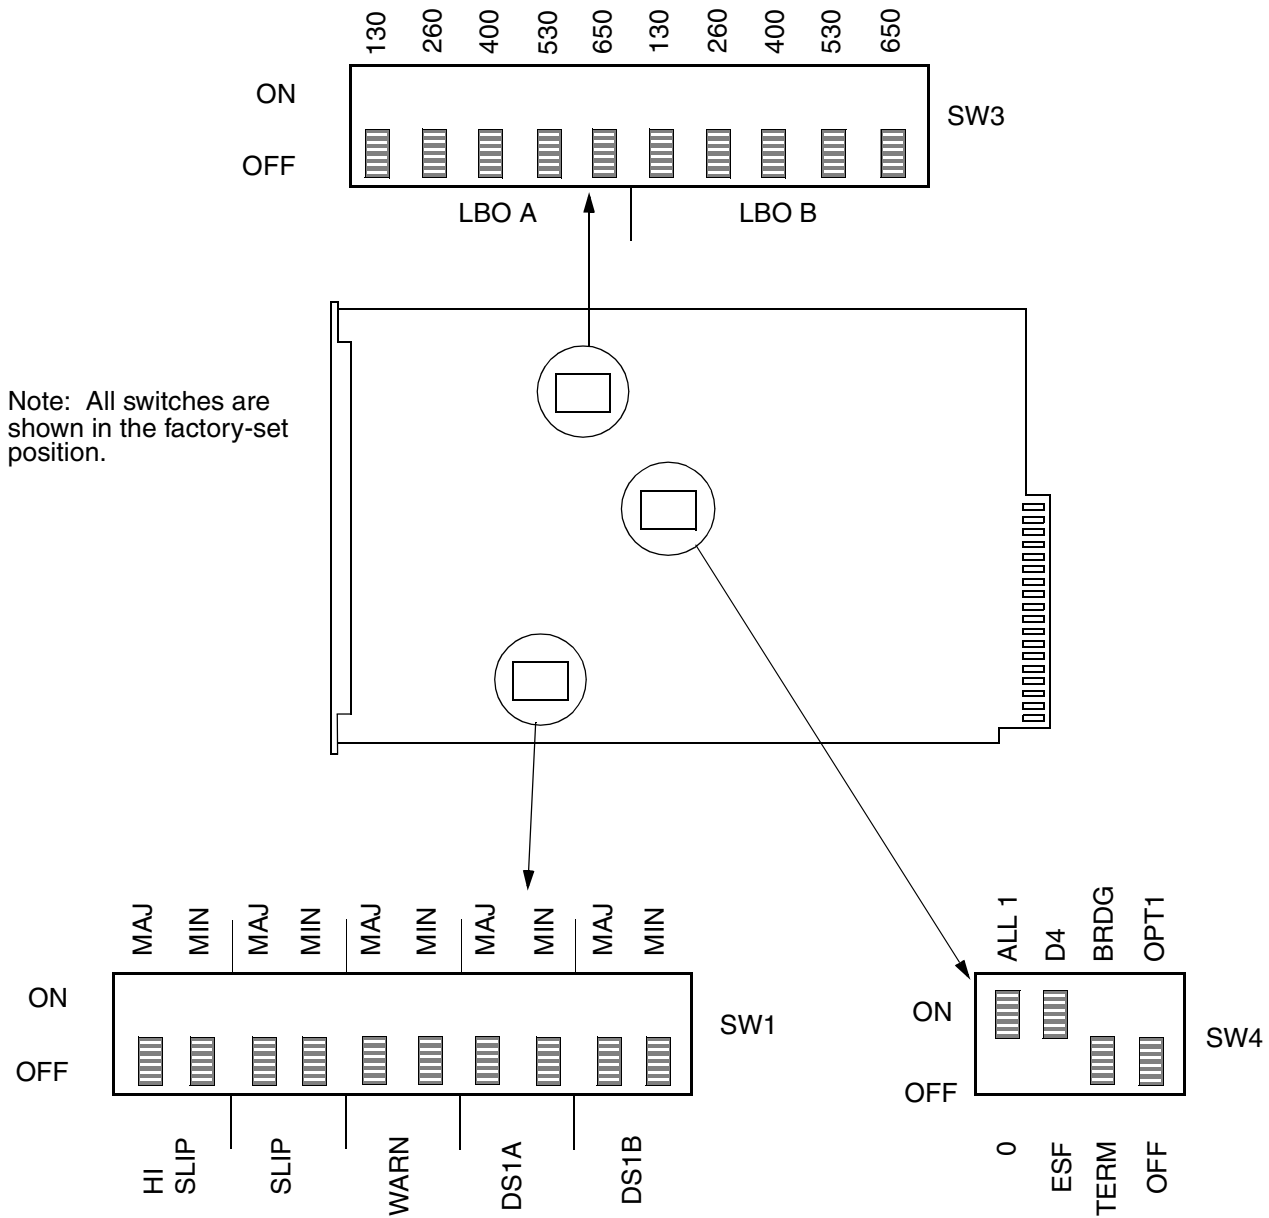 130 260 400 530 650 130 260 400 530 650
ON
SW3
OFF
LBO A LBO B
Note: All switches are
shown in the factory-set
position.
MAJ MIN MAJ MIN MAJ MIN MAJ MIN MAJ MIN
ON
SW1
OFF
HI
SLIP
SLIP
WARN
DS1A
DS1B
ALL 1 D4 BRDG OPT1
ON
SW4
OFF
0 ESF TERM OFF